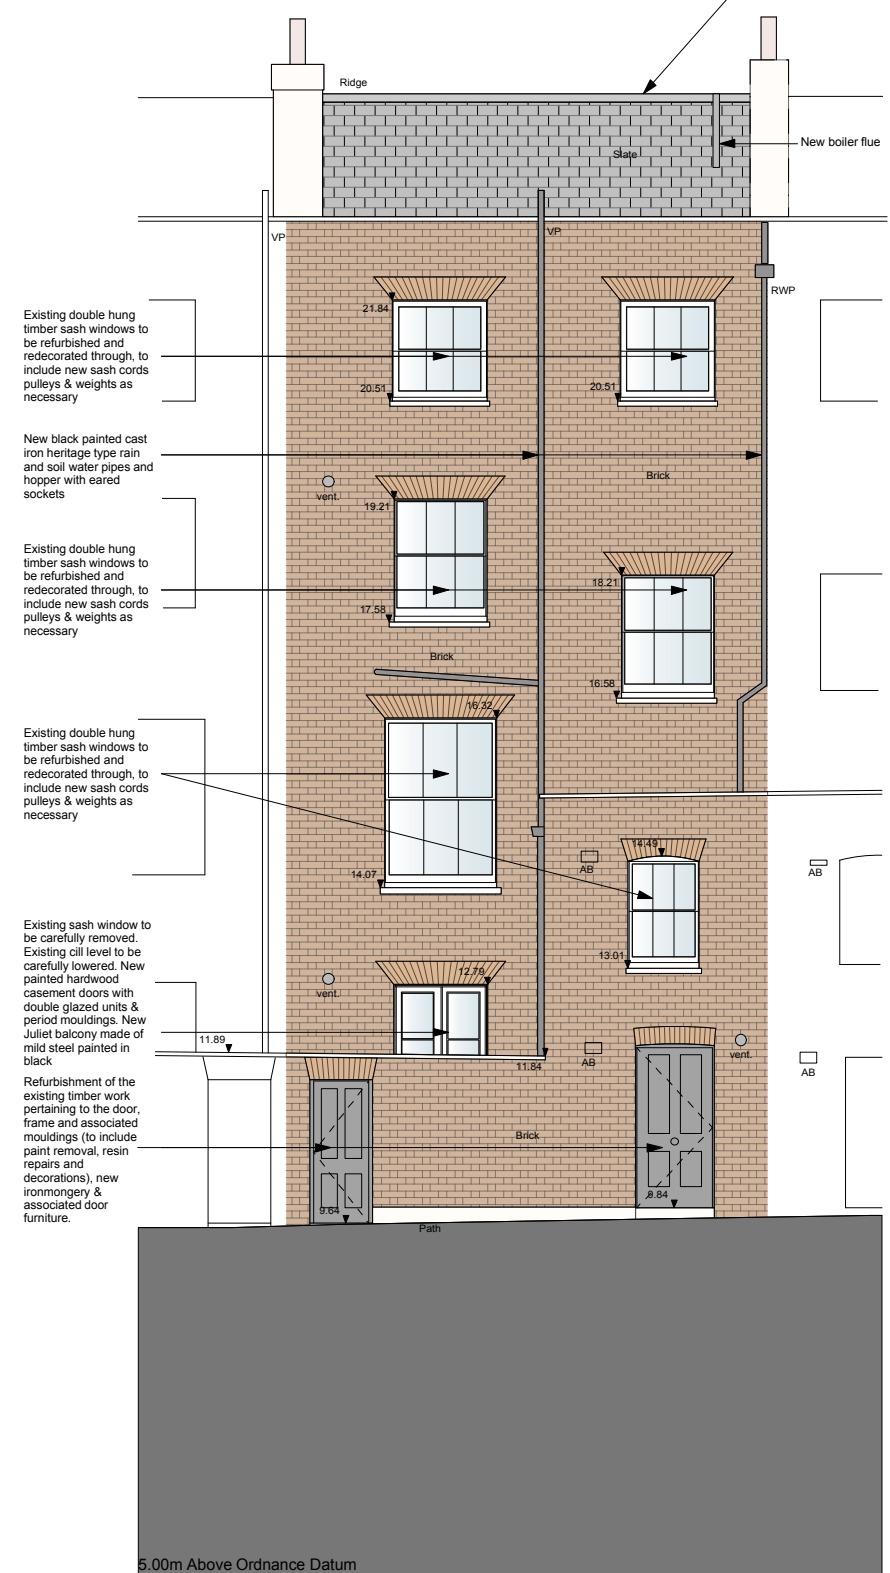 Ridge
New boiler flue
Slate
VP
VP
RWP
Existing double hung
timber sash windows to
be refurbished and
redecorated through, to
include new sash cords
pulleys & weights as
necessary
21.84
20.51
20.51
New black painted cast
iron heritage type rain
and soil water pipes and
hopper with eared
sockets
Brick
vent.
19.21
Existing double hung
timber sash windows to
be refurbished and
redecorated through, to
include new sash cords
pulleys & weights as
necessary
18.21
17.58
Brick
16.58
16.32
Existing double hung
timber sash windows to
be refurbished and
redecorated through, to
include new sash cords
pulleys & weights as
necessary
14.49
14.07
AB
AB
13.01
Existing sash window to
be carefully removed.
Existing cill level to be
carefully lowered. New
painted hardwood
casement doors with
double glazed units &
period mouldings. New
Juliet balcony made of
mild steel painted in
black
12.79
vent.
11.89
11.84
AB
vent.
AB
Refurbishment of the
existing timber work
pertaining to the door,
frame and associated
mouldings (to include
paint removal, resin
repairs and
decorations), new
ironmongery &
associated door
furniture.
Brick
9.84
9.64
Path
5.00m Above Ordnance Datum